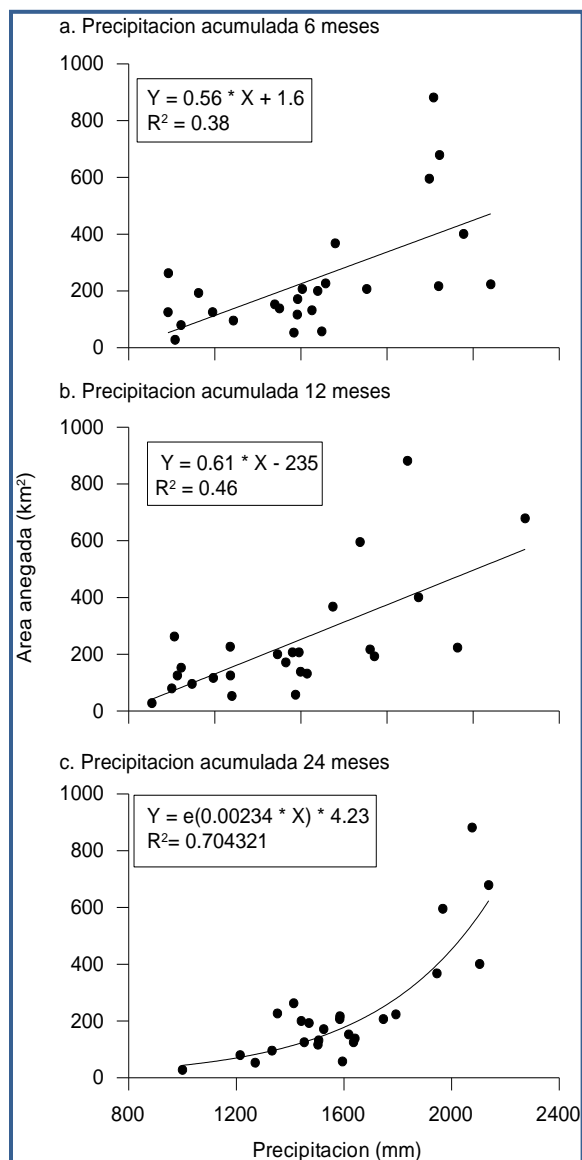 a. Precipitacion acumulada 6 meses
1000
800
600
400
200
0
Y = 0.56 * X + 1.6
R² = 0.38
b. Precipitacion acumulada 12 meses
1000
800
600
400
200
0
Y = 0.61 * X - 235
R² = 0.46
Area anegada (km²)
c. Precipitacion acumulada 24 meses
1000
800
600
400
200
0
Y = e(0.00234 * X) * 4.23
R²= 0.704321
800 1200 1600 2000 2400
Precipitacion (mm)